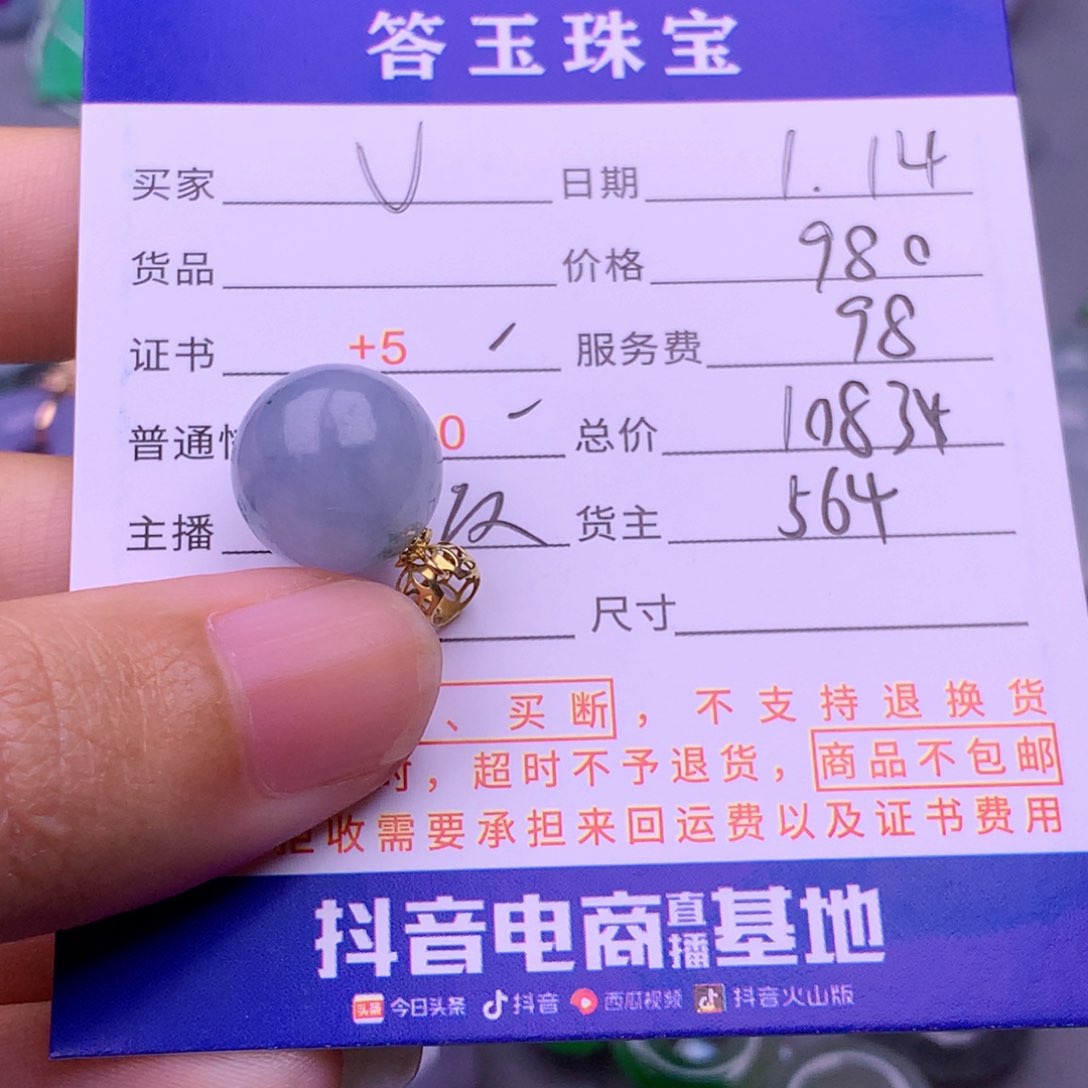 答玉珠宝
买家 V 日期 1.14
货品 价格 980
证书 +5 服务费 98
普通 0 总价
主播 货主 564
尺寸
、买断，不支持退换货
时，超时不予退货，商品不包邮
拒收需要承担来回运费以及证书费用
抖音电商直播基地
头条 今日头条 抖音 西瓜视频 抖音火山版